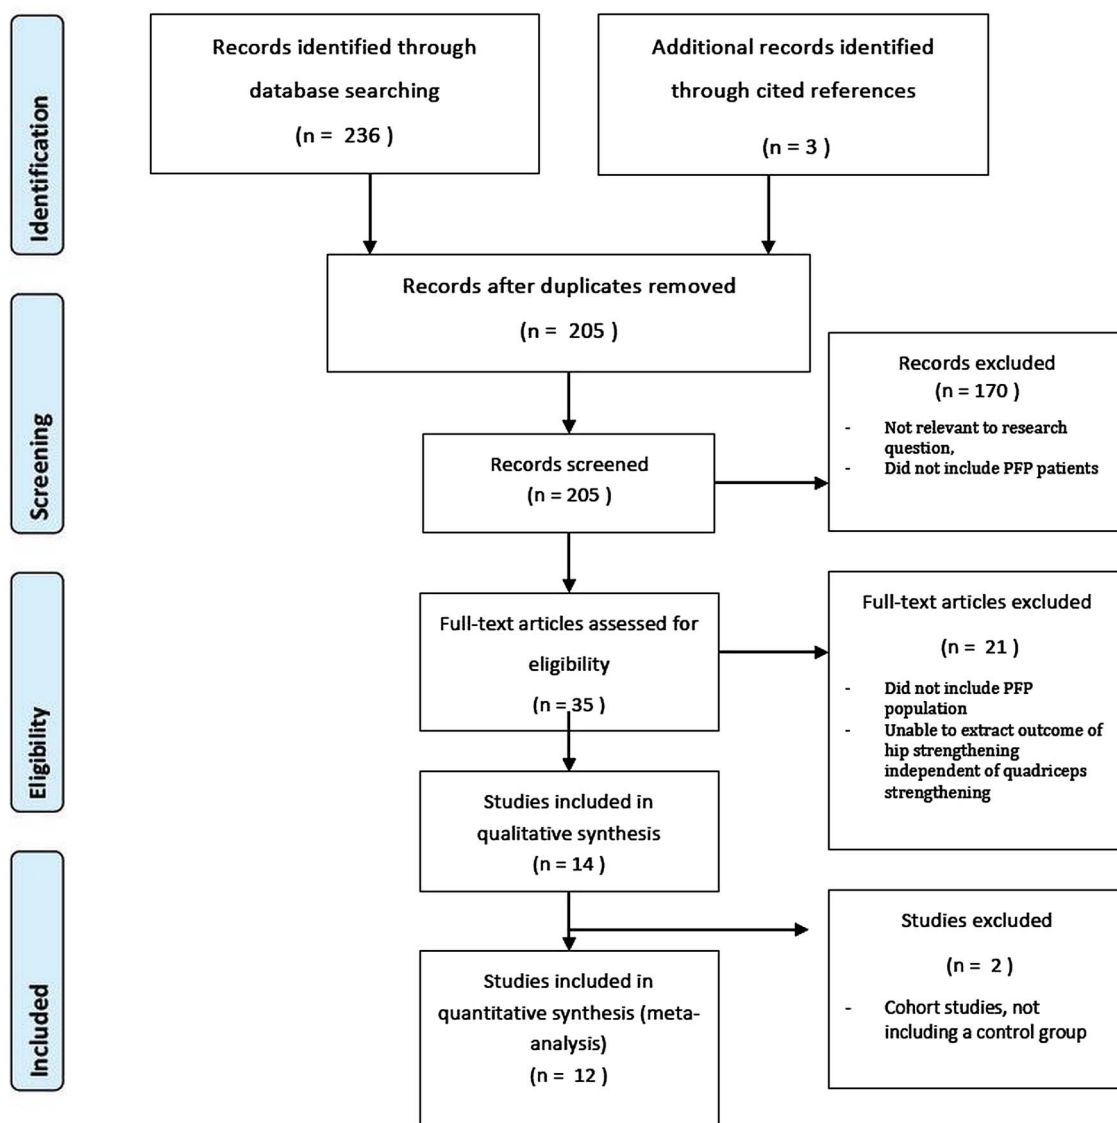 Identification
Records identified through
database searching
(n = 236)
Additional records identified
through cited references
(n = 3 )
Records after duplicates removed
(n = 205 )
Screening
Records screened
(n = 205 )
Records excluded
(n = 170 )
- Not relevant to research
question,
- Did not include PFP patients
Eligibility
Full-text articles assessed for
eligibility
(n = 35 )
Full-text articles excluded
(n = 21 )
- Did not include PFP
population
- Unable to extract outcome of
hip strengthening
independent of quadriceps
strengthening
Studies included in
qualitative synthesis
(n = 14 )
Included
Studies excluded
(n = 2 )
- Cohort studies, not
including a control group
Studies included in
quantitative synthesis (meta-
analysis)
(n = 12 )